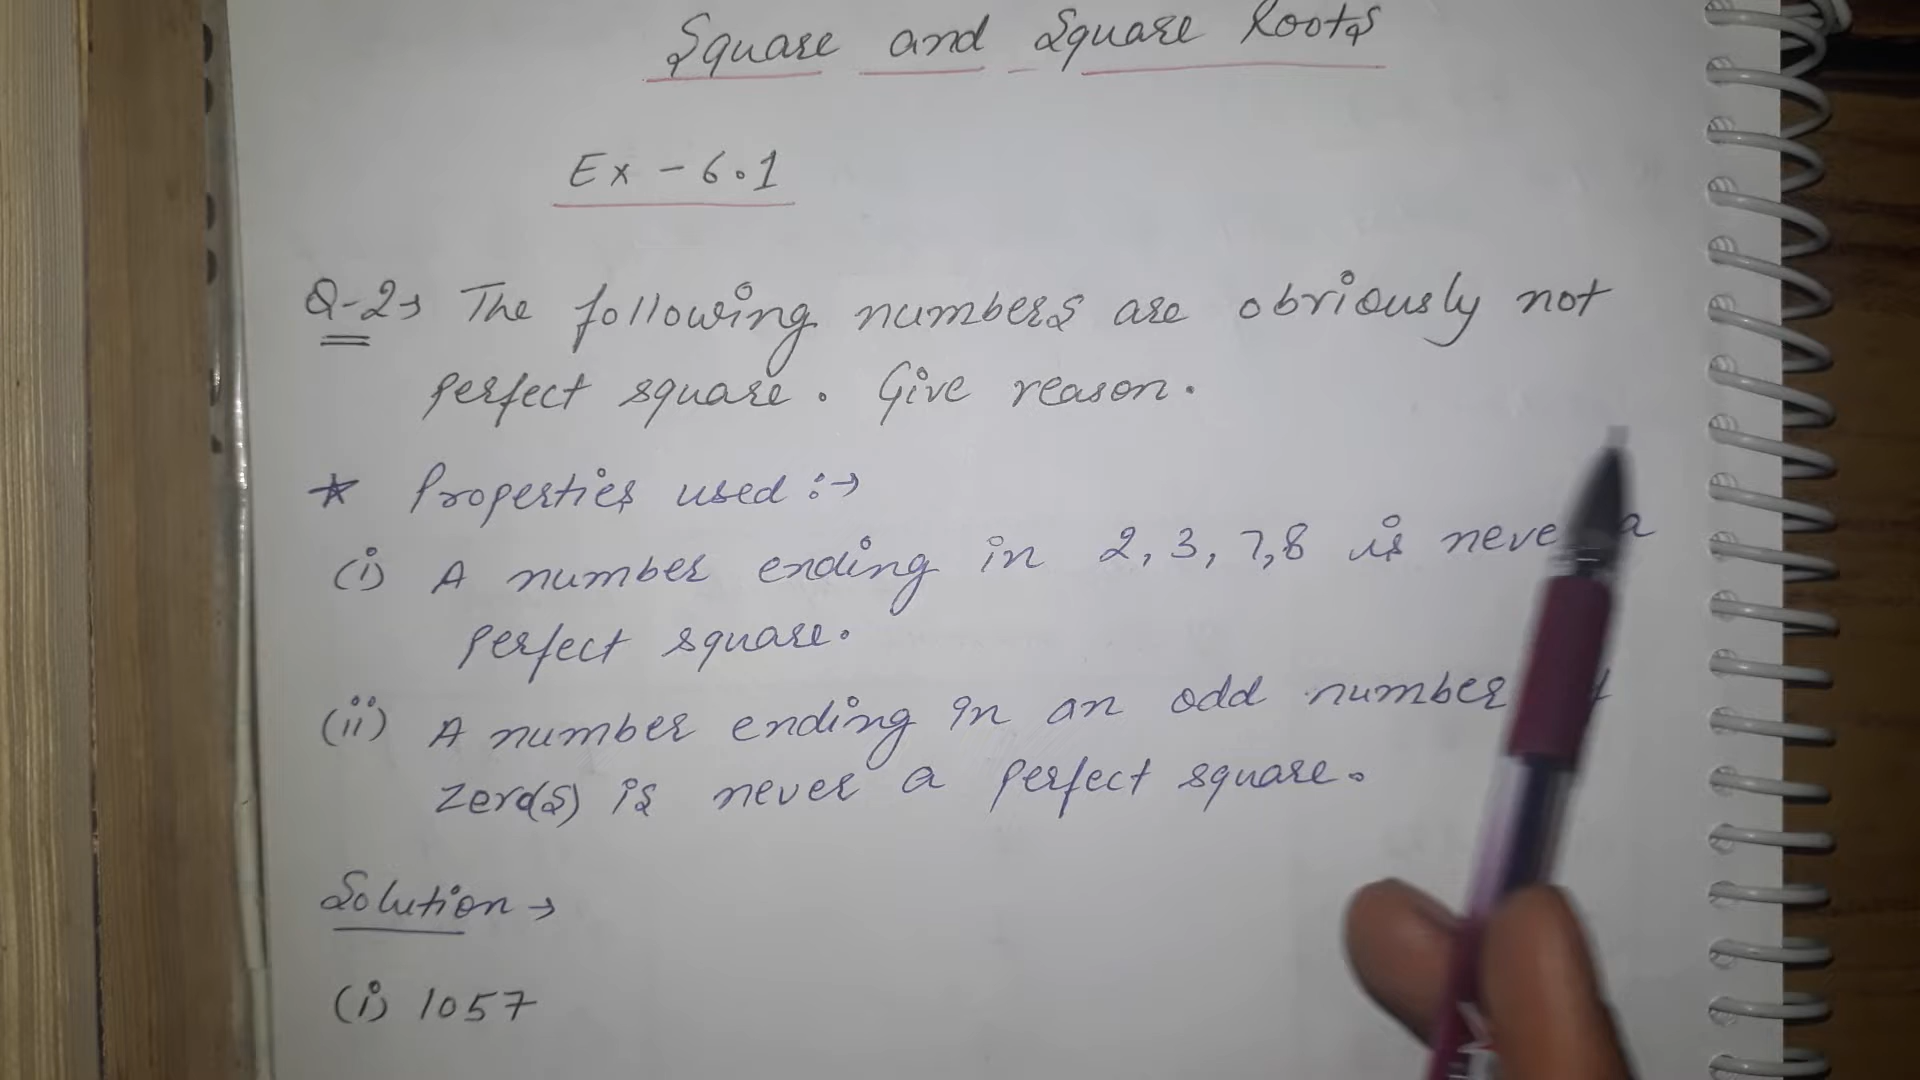 Square and Square Roots
Ex - 6.1
Q-2→ The following numbers are obviously not
perfect square. Give reason.
* Properties used :→
(i) A number ending in 2, 3, 7, 8 is neve a
perfect square.
(ii) A number ending in an odd number
zero(s) is never a perfect square.
Solution →
(i) 1057